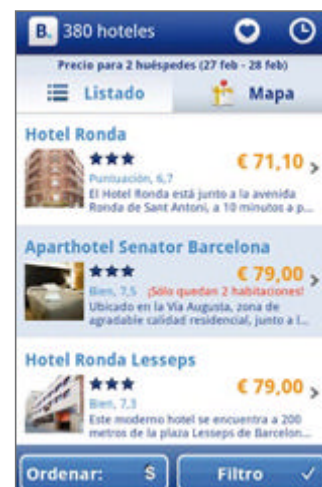 B. 380 hoteles
Precio para 2 huéspedes (27 feb - 28 feb)
Listado Mapa
Hotel Ronda
€ 71,10
Puntuación, 6,7
El Hotel Ronda está junto a la avenida
Ronda de Sant Antoni, a 10 minutos a p...
Aparthotel Senator Barcelona
€ 79,00
Bien, 7,5 ¡Sólo quedan 2 habitaciones!
Ubicado en la Vía Augusta, zona de
agradable calidad residencial, junto a l...
Hotel Ronda Lesseps
€ 79,00
Bien, 7,3
Este moderno hotel se encuentra a 200
metros de la plaza Lesseps de Barcelon...
Ordenar: $ Filtro